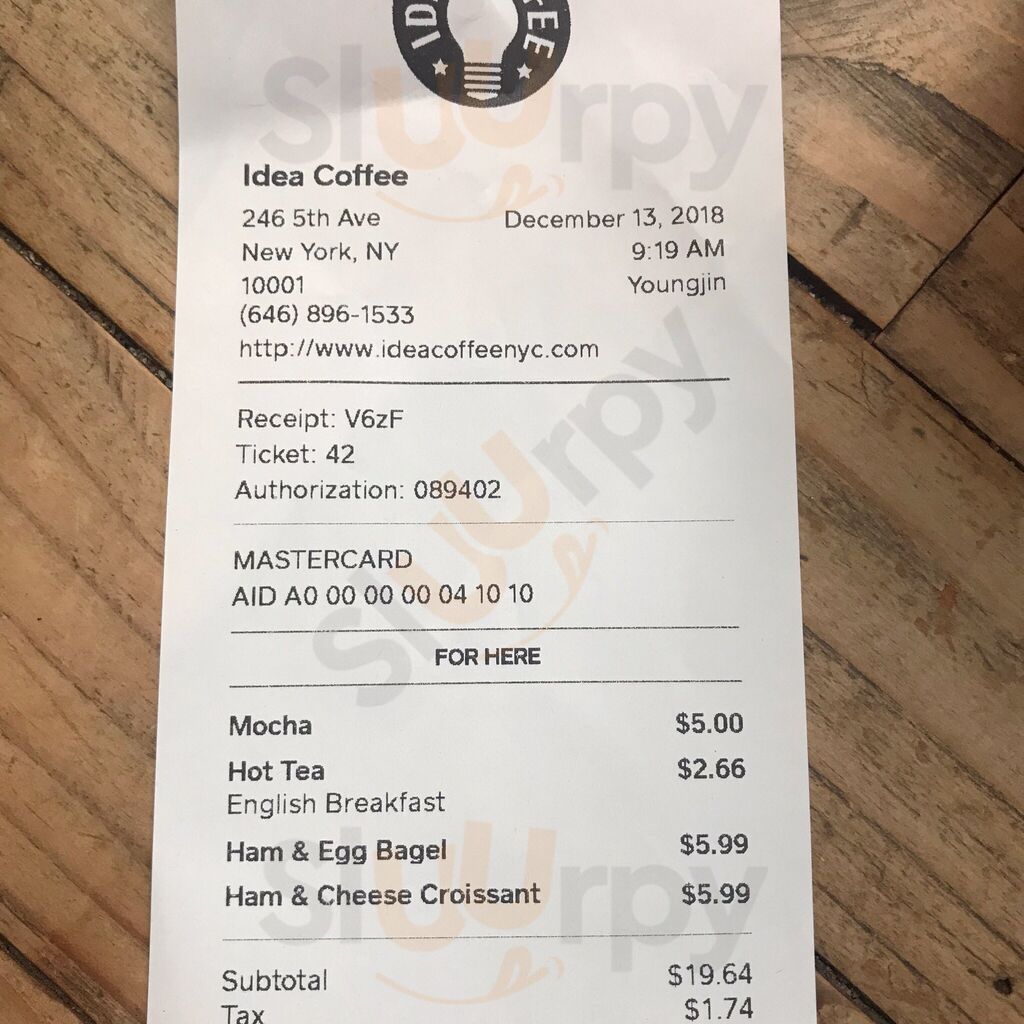 Idea Coffee
246 5th Ave December 13, 2018
New York, NY 9:19 AM
10001 Youngjin
(646) 896-1533
http://www.ideacoffeenyc.com
Receipt: V6zF
Ticket: 42
Authorization: 089402
MASTERCARD
AID A0 00 00 00 04 10 10
FOR HERE
Mocha $5.00
Hot Tea $2.66
English Breakfast
Ham & Egg Bagel $5.99
Ham & Cheese Croissant $5.99
Subtotal $19.64
Tax $1.74
Sluurpy
Sluurpy
Sluurpy